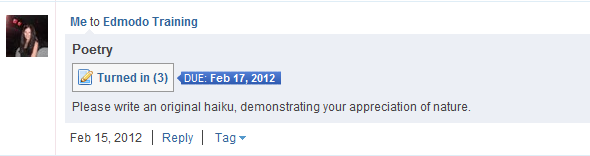 Me to Edmodo Training
Poetry
Turned in (3) DUE: Feb 17, 2012
Please write an original haiku, demonstrating your appreciation of nature.
Feb 15, 2012 | Reply | Tag